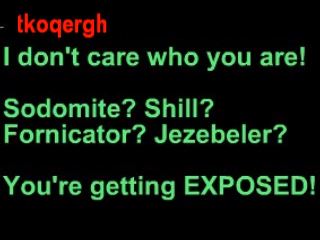 tkoqergh
I don't care who you are!
Sodomite? Shill?
Fornicator? Jezebeler?
You're getting EXPOSED!